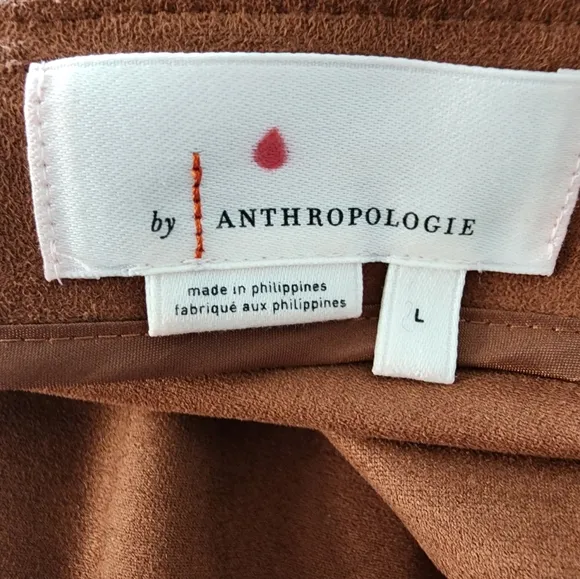 by ANTHROPOLOGIE
made in philippines
fabriqué aux philippines
L